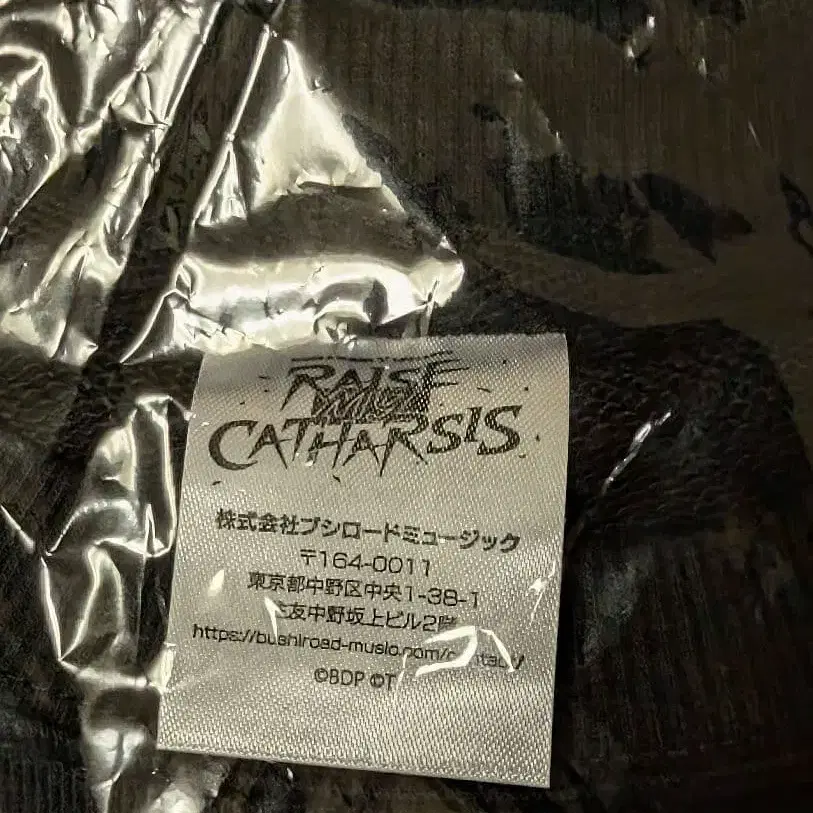 RAISE
MY
CATHARSIS
株式会社ブシロードミュージック
〒164-0011
東京都中野区中央1-38-1
友中野坂上ビル2階
https://bushiroad-music.com/
©BDP ©T